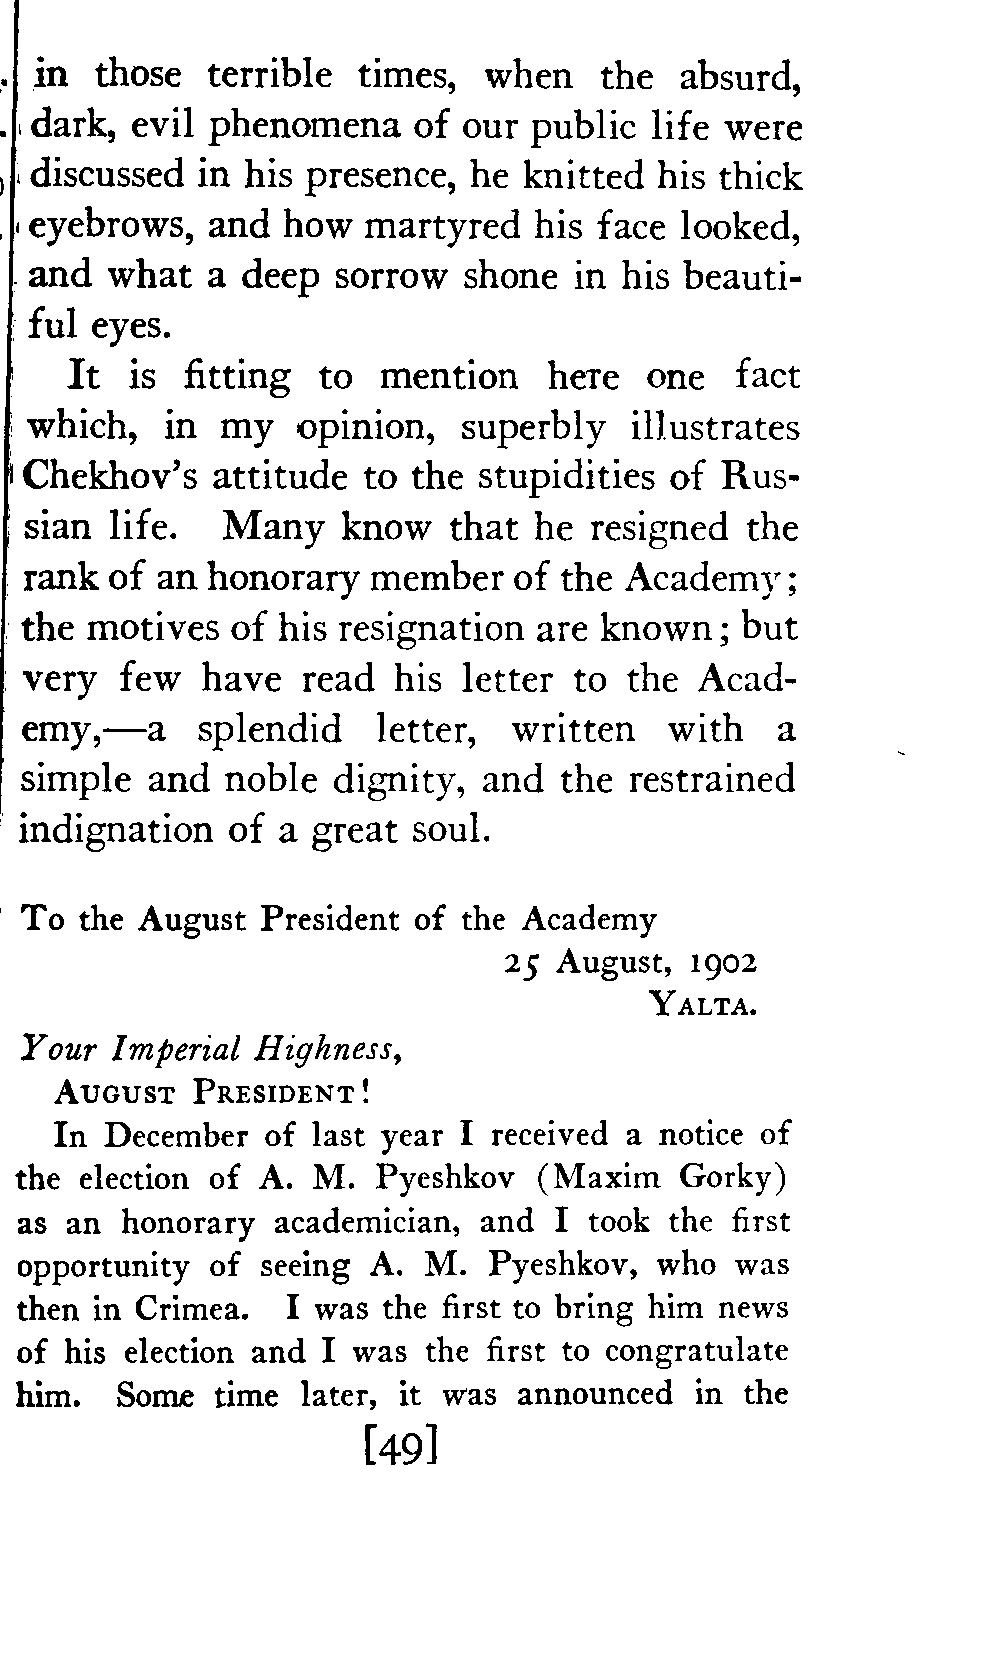 in those terrible times, when the absurd,
dark, evil phenomena of our public life were
discussed in his presence, he knitted his thick
eyebrows, and how martyred his face looked,
and what a deep sorrow shone in his beauti-
ful eyes.
It is fitting to mention here one fact
which, in my opinion, superbly illustrates
Chekhov's attitude to the stupidities of Rus-
sian life. Many know that he resigned the
rank of an honorary member of the Academy;
the motives of his resignation are known; but
very few have read his letter to the Acad-
emy,—a splendid letter, written with a
simple and noble dignity, and the restrained
indignation of a great soul.
To the August President of the Academy
25 August, 1902
YALTA.
Your Imperial Highness,
AUGUST PRESIDENT!
In December of last year I received a notice of
the election of A. M. Pyeshkov (Maxim Gorky)
as an honorary academician, and I took the first
opportunity of seeing A. M. Pyeshkov, who was
then in Crimea. I was the first to bring him news
of his election and I was the first to congratulate
him. Some time later, it was announced in the
[49]